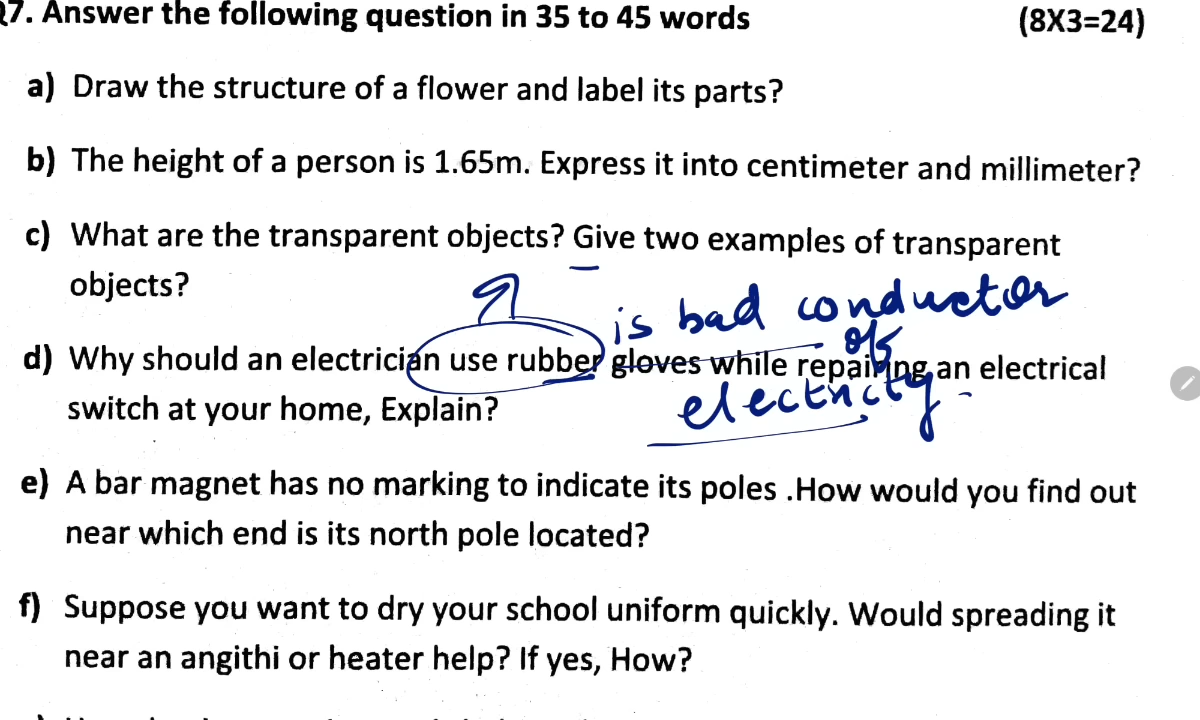 27. Answer the following question in 35 to 45 words (8X3=24)
a) Draw the structure of a flower and label its parts?
b) The height of a person is 1.65m. Express it into centimeter and millimeter?
c) What are the transparent objects? Give two examples of transparent
objects?
is bad conductor
of
d) Why should an electrician use rubber gloves while repairing an electrical
electricity.
switch at your home, Explain?
e) A bar magnet has no marking to indicate its poles .How would you find out
near which end is its north pole located?
f) Suppose you want to dry your school uniform quickly. Would spreading it
near an angithi or heater help? If yes, How?